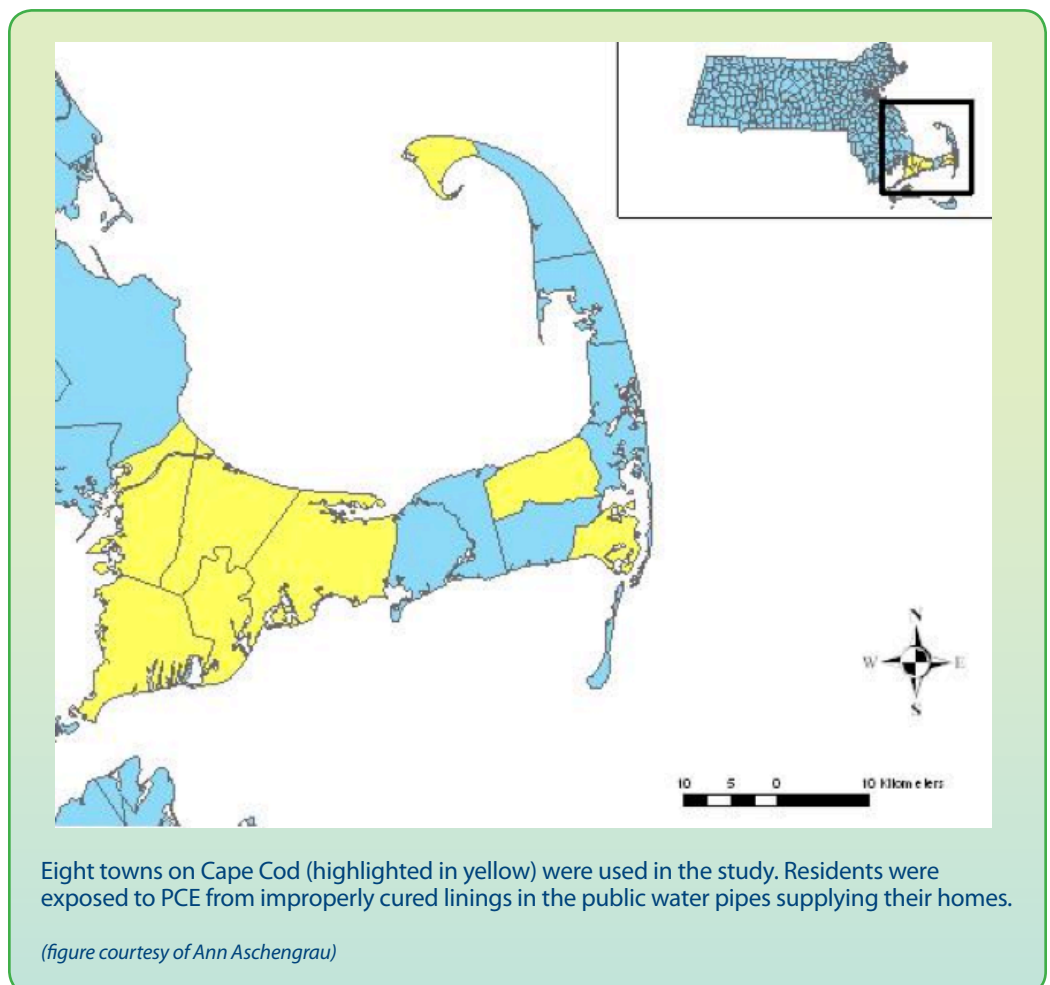 N
W E
S
10 5 0 10 Kilometers
Eight towns on Cape Cod (highlighted in yellow) were used in the study. Residents were
exposed to PCE from improperly cured linings in the public water pipes supplying their homes.
(figure courtesy of Ann Aschengrau)